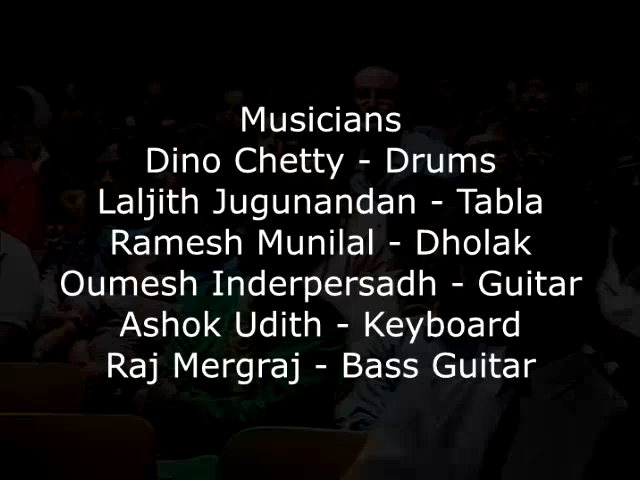 Musicians
Dino Chetty - Drums
Laljith Jugunandan - Tabla
Ramesh Munilal - Dholak
Oumesh Inderpersadh - Guitar
Ashok Udith - Keyboard
Raj Mergraj - Bass Guitar